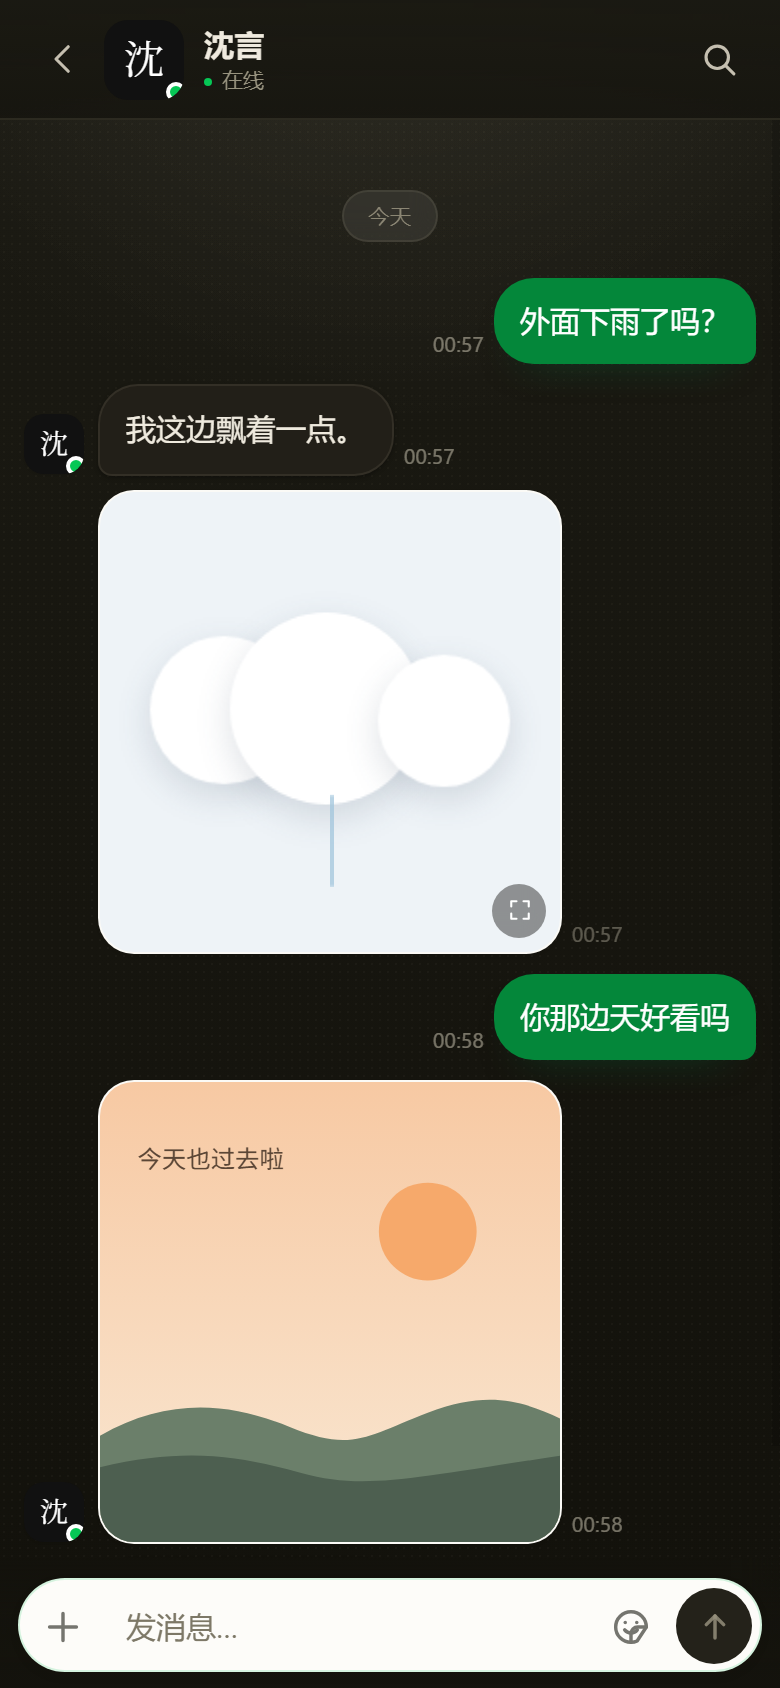 沈
沈言
在线
今天
外面下雨了吗?
00:57
沈
我这边飘着一点。
00:57
00:57
你那边天好看吗
00:58
今天也过去啦
沈
00:58
发消息...